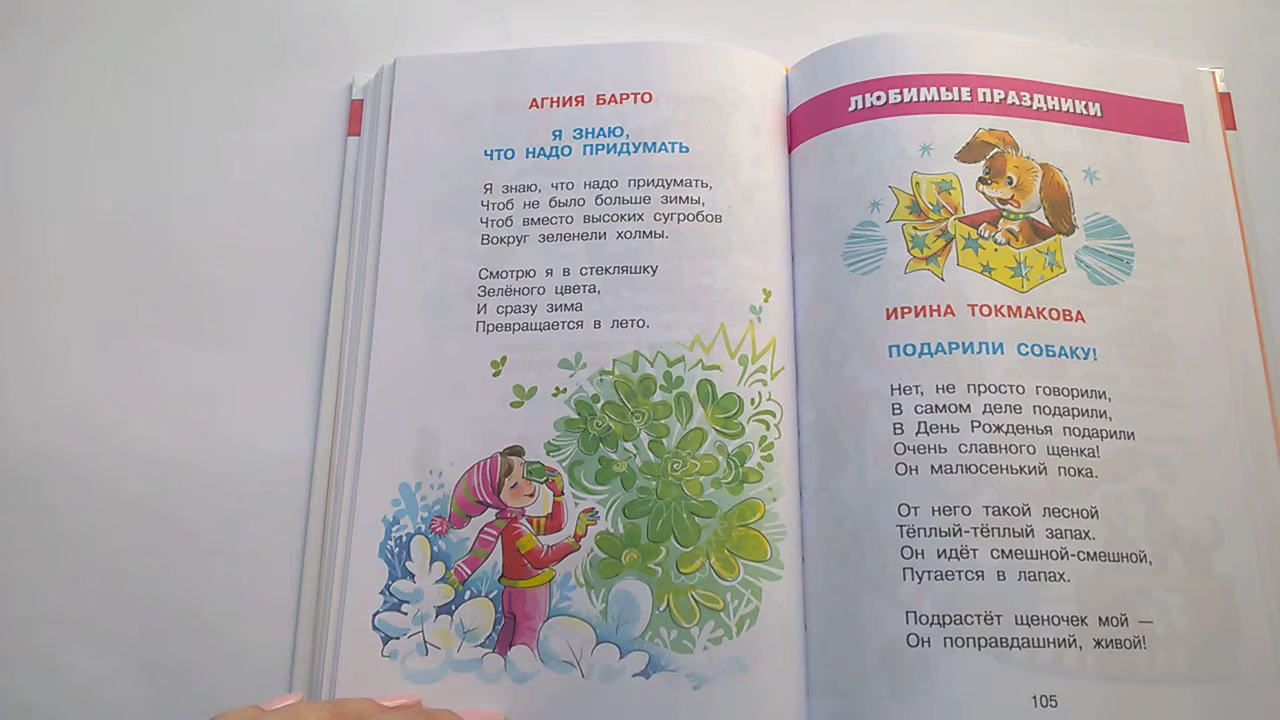 АГНИЯ БАРТО
Я ЗНАЮ,
ЧТО НАДО ПРИДУМАТЬ
Я знаю, что надо придумать,
Чтоб не было больше зимы,
Чтоб вместо высоких сугробов
Вокруг зеленели холмы.
Смотрю я в стекляшку
Зелёного цвета,
И сразу зима
Превращается в лето.
ЛЮБИМЫЕ ПРАЗДНИКИ
ИРИНА ТОКМАКОВА
ПОДАРИЛИ СОБАКУ!
Нет, не просто говорили,
В самом деле подарили,
В День Рожденья подарили
Очень славного щенка!
Он малюсенький пока.
От него такой лесной
Тёплый-тёплый запах.
Он идёт смешной-смешной,
Путается в лапах.
Подрастёт щеночек мой —
Он поправдашний, живой!
105